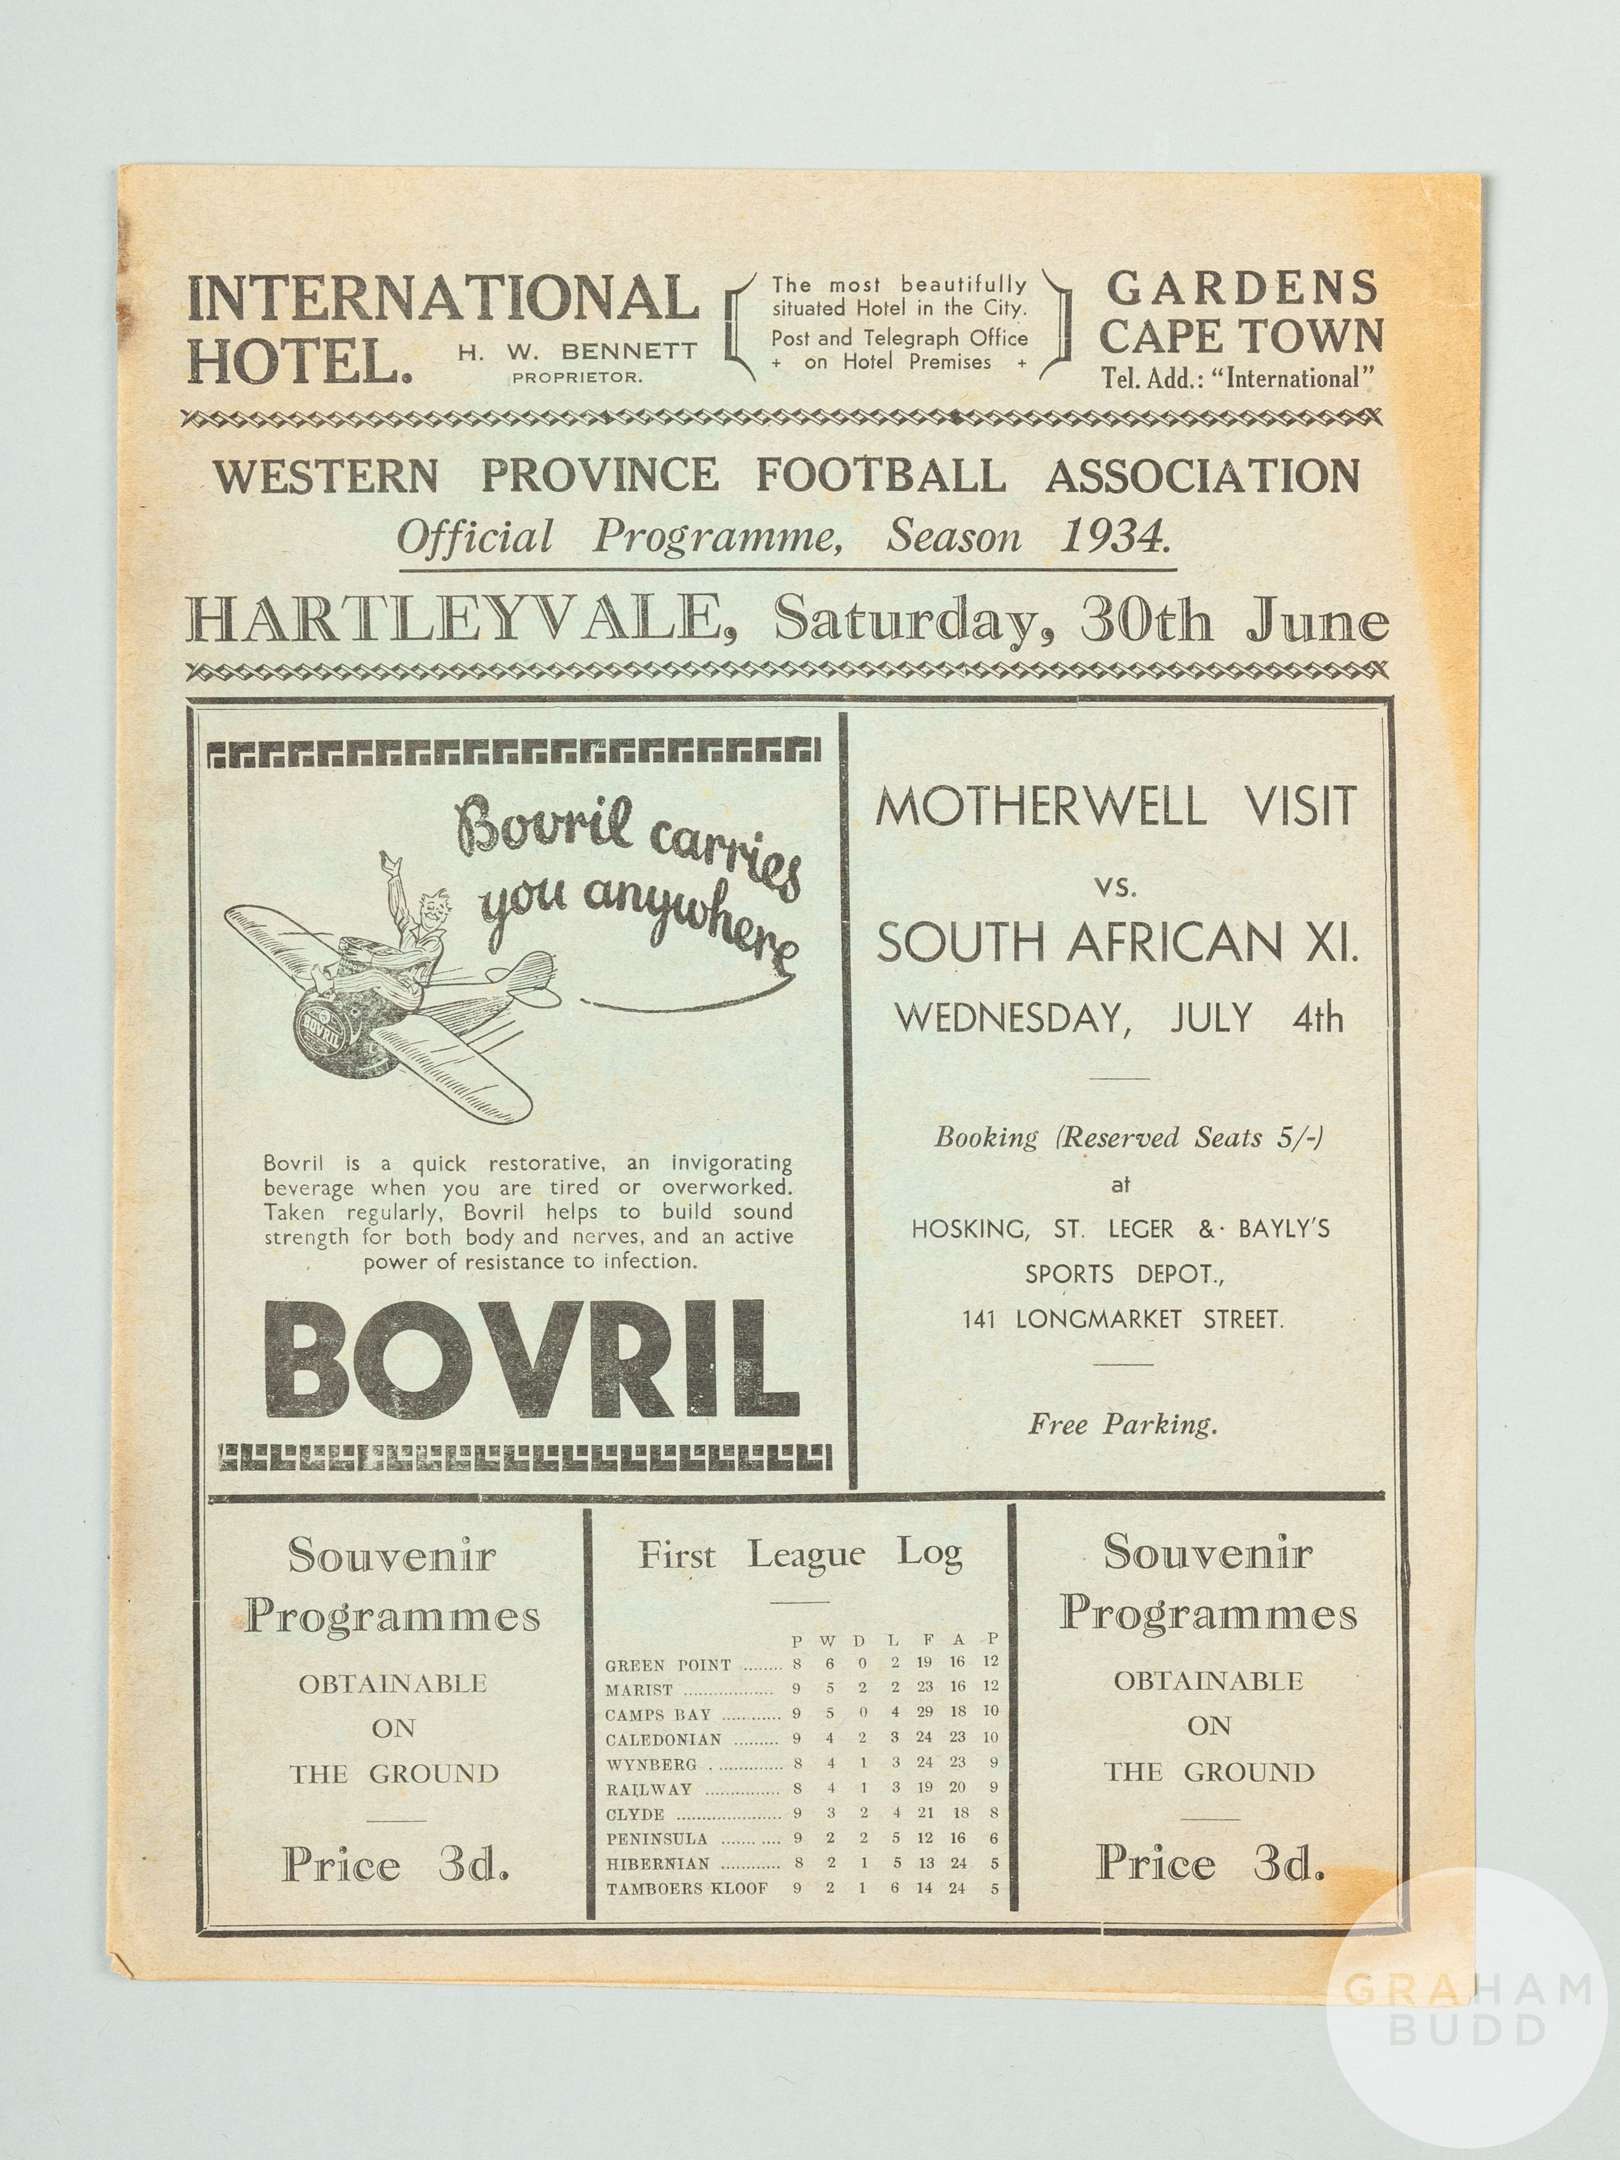 INTERNATIONAL
HOTEL. H. W. BENNETT
PROPRIETOR.
The most beautifully
situated Hotel in the City.
Post and Telegraph Office
+ on Hotel Premises +
GARDENS
CAPE TOWN
Tel. Add.: "International"
WESTERN PROVINCE FOOTBALL ASSOCIATION
Official Programme, Season 1934.
HARTLEYVALE, Saturday, 30th June
Bovril carries
you anywhere
BOVRIL
Bovril is a quick restorative, an invigorating
beverage when you are tired or overworked.
Taken regularly, Bovril helps to build sound
strength for both body and nerves, and an active
power of resistance to infection.
BOVRIL
MOTHERWELL VISIT
vs.
SOUTH AFRICAN XI.
WEDNESDAY, JULY 4th
Booking (Reserved Seats 5/-)
at
HOSKING, ST. LEGER & BAYLY'S
SPORTS DEPOT.,
141 LONGMARKET STREET.
Free Parking.
Souvenir
Programmes
OBTAINABLE
ON
THE GROUND
Price 3d.
First League Log
P W D L F A P
GREEN POINT ........ 8 6 0 2 19 16 12
MARIST .................. 9 5 2 2 23 16 12
CAMPS BAY ............ 9 5 0 4 29 18 10
CALEDONIAN ......... 9 4 2 3 24 23 10
WYNBERG . ............. 8 4 1 3 24 23 9
RAILWAY ............... 8 4 1 3 19 20 9
CLYDE ..................... 9 3 2 4 21 18 8
PENINSULA ....... .... 9 2 2 5 12 16 6
HIBERNIAN ............ 8 2 1 5 13 24 5
TAMBOERS KLOOF 9 2 1 6 14 24 5
Souvenir
Programmes
OBTAINABLE
ON
THE GROUND
Price 3d.
GRAHAM
BUDD